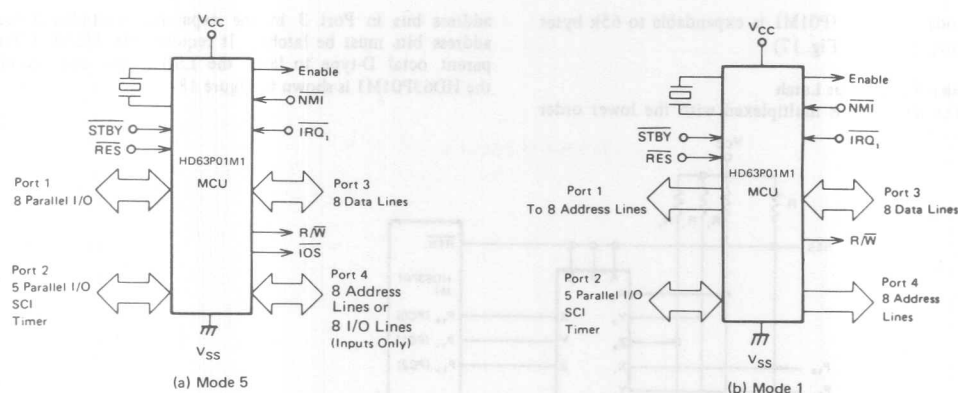 VCC
Enable
NMI
STBY
IRQ1
RES
HD63P01M1
MCU
Port 1
8 Parallel I/O
Port 3
8 Data Lines
R/W
IOS
Port 2
5 Parallel I/O
SCI
Timer
Port 4
8 Address
Lines or
8 I/O Lines
(Inputs Only)
VSS
(a) Mode 5
VCC
Enable
NMI
STBY
IRQ1
RES
HD63P01M1
MCU
Port 1
To 8 Address Lines
Port 3
8 Data Lines
R/W
Port 2
5 Parallel I/O
SCI
Timer
Port 4
8 Address
Lines
VSS
(b) Mode 1